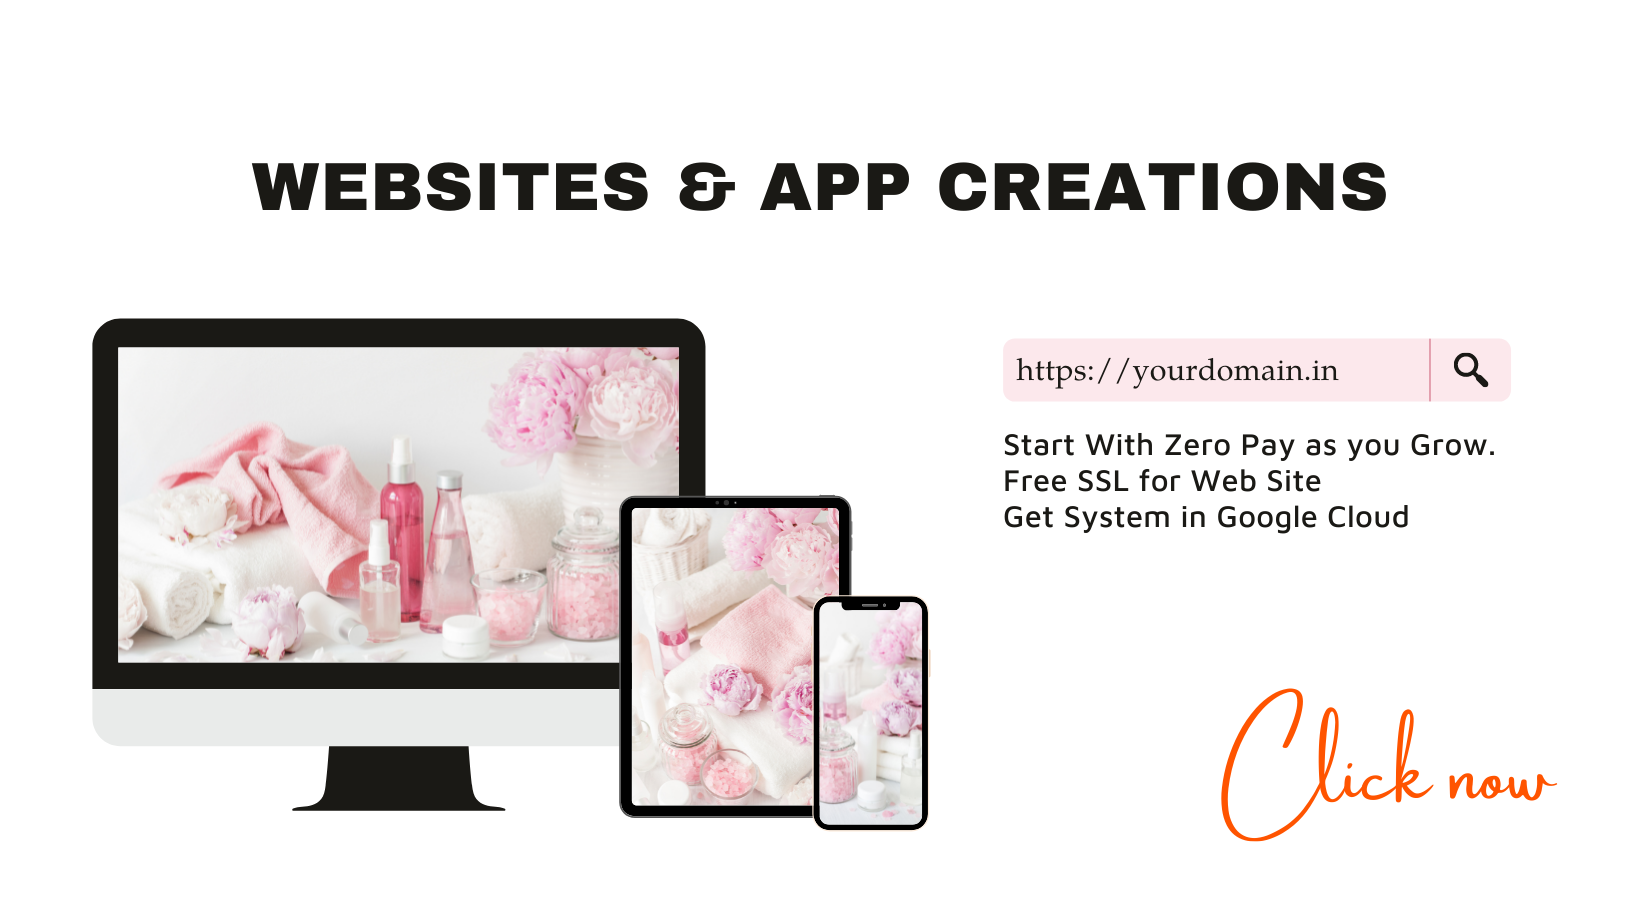 WEBSITES & APP CREATIONS
https://yourdomain.in
Start With Zero Pay as you Grow.
Free SSL for Web Site
Get System in Google Cloud
Click now